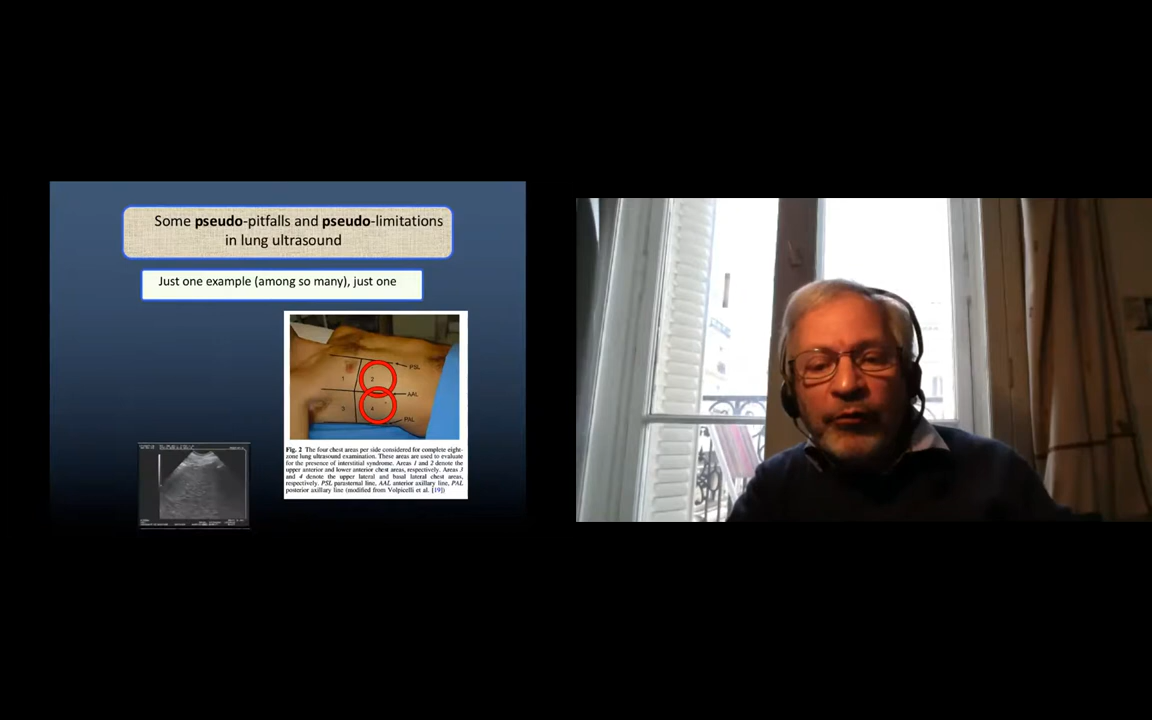 Some pseudo-pitfalls and pseudo-limitations
in lung ultrasound
Just one example (among so many), just one
PSL
1
2
AAL
3
4
PAL
Fig. 2 The four chest areas per side considered for complete eight-
zone lung ultrasound examination. These areas are used to evaluate
for the presence of interstitial syndrome. Areas 1 and 2 denote the
upper anterior and lower anterior chest areas, respectively. Areas 3
and 4 denote the upper lateral and basal lateral chest areas,
respectively. PSL parasternal line, AAL anterior axillary line, PAL
posterior axillary line (modified from Volpicelli et al. [19])